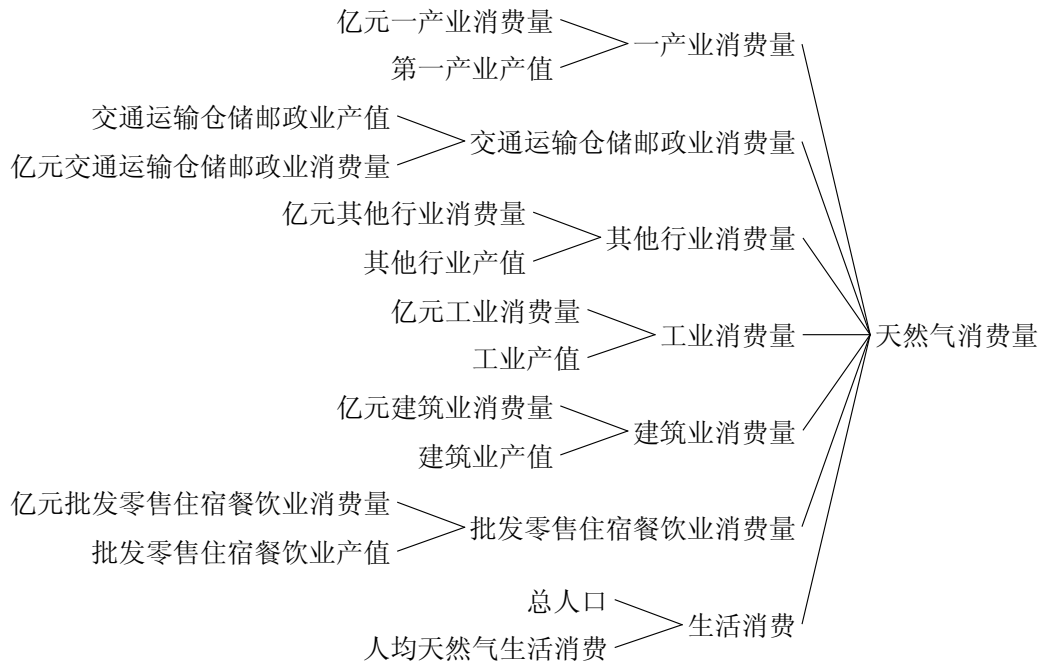 亿元一产业消费量
一产业消费量
第一产业产值
交通运输仓储邮政业产值
交通运输仓储邮政业消费量
亿元交通运输仓储邮政业消费量
亿元其他行业消费量
其他行业消费量
其他行业产值
亿元工业消费量
工业消费量
天然气消费量
工业产值
亿元建筑业消费量
建筑业消费量
建筑业产值
亿元批发零售住宿餐饮业消费量
批发零售住宿餐饮业消费量
批发零售住宿餐饮业产值
总人口
生活消费
人均天然气生活消费